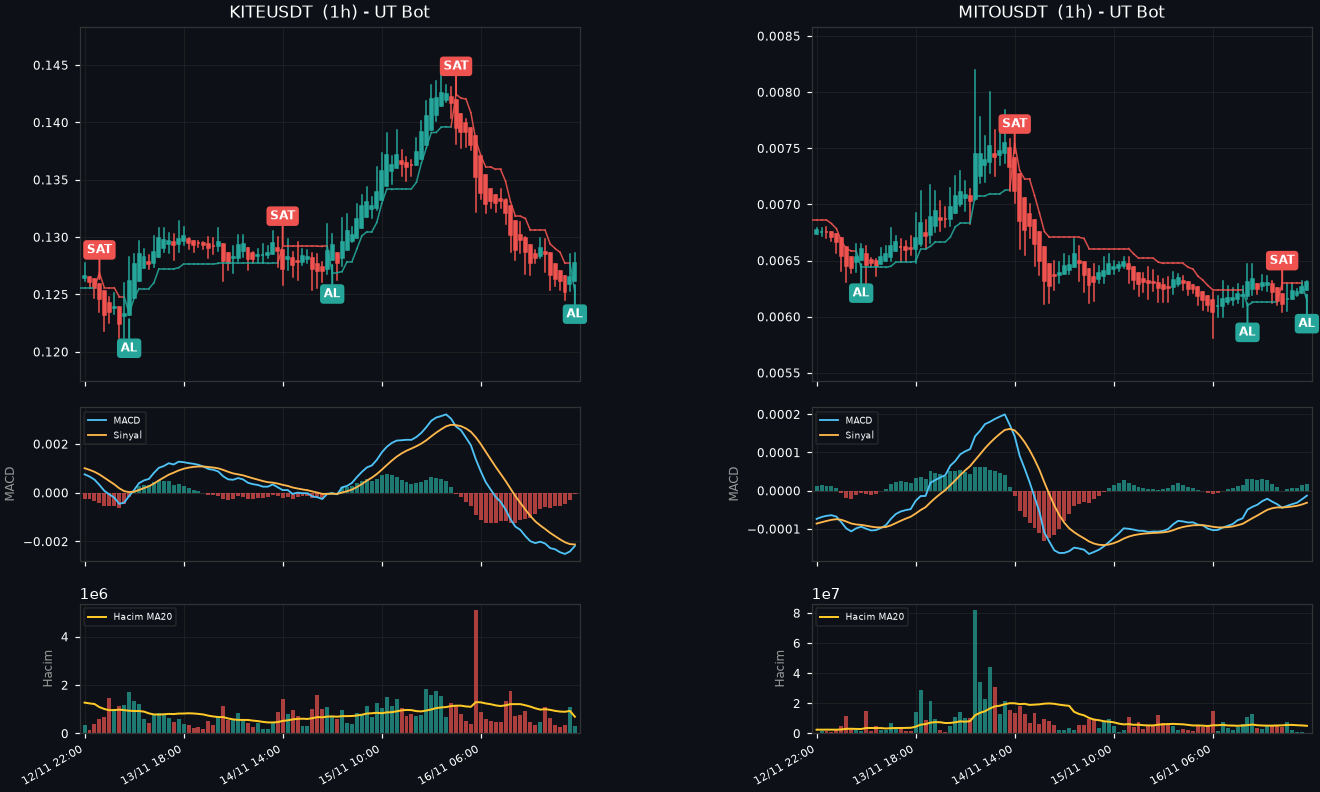 KITEUSDT (1h) - UT Bot
0.145
0.140
0.135
0.130
0.125
0.120
SAT
AL
SAT
AL
SAT
AL
MACD
Sinyal
0.002
0.000
−0.002
MACD
1e6
Hacim MA20
4
2
0
Hacim
12/11 22:00
13/11 18:00
14/11 14:00
15/11 10:00
16/11 06:00
MITOUSDT (1h) - UT Bot
0.0085
0.0080
0.0075
0.0070
0.0065
0.0060
0.0055
AL
SAT
AL
SAT
AL
MACD
Sinyal
0.0002
0.0001
0.0000
−0.0001
MACD
1e7
Hacim MA20
8
6
4
2
0
Hacim
12/11 22:00
13/11 18:00
14/11 14:00
15/11 10:00
16/11 06:00